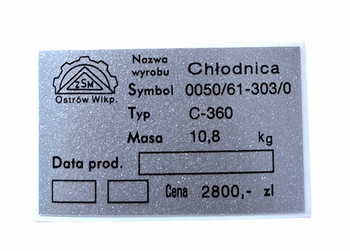 ZSM
Ostrów Wlkp.
Nazwa
wyrobu Chłodnica
Symbol 0050/61-303/0
Typ C-360
Masa 10,8 kg
Data prod.
Cena 2800,- zł